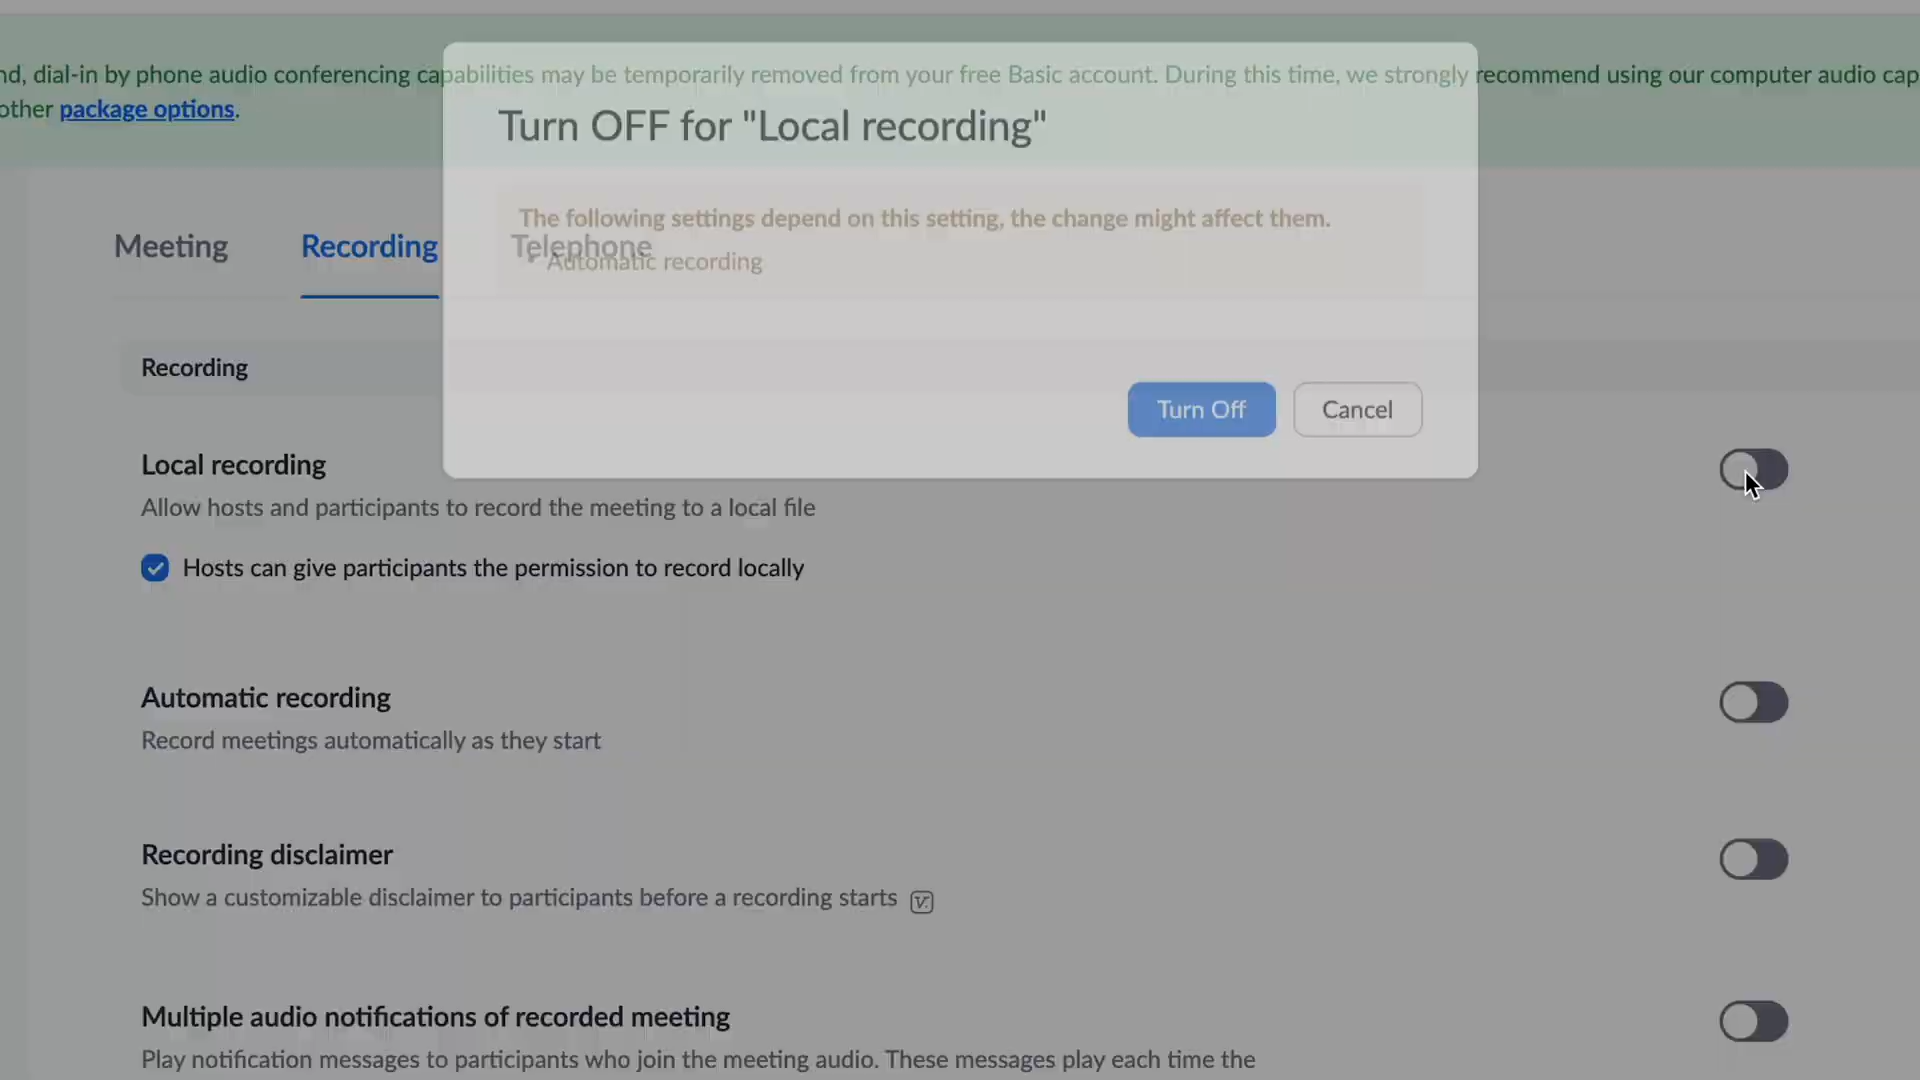 nd, dial-in by phone audio conferencing capabilities may be temporarily removed from your free Basic account. During this time, we strongly recommend using our computer audio cap
other package options.
Turn OFF for "Local recording"
The following settings depend on this setting, the change might affect them.
• Automatic recording
Turn Off
Cancel
Meeting
Recording
Telephone
Recording
Local recording
Allow hosts and participants to record the meeting to a local file
Hosts can give participants the permission to record locally
Automatic recording
Record meetings automatically as they start
Recording disclaimer
Show a customizable disclaimer to participants before a recording starts
Multiple audio notifications of recorded meeting
Play notification messages to participants who join the meeting audio. These messages play each time the